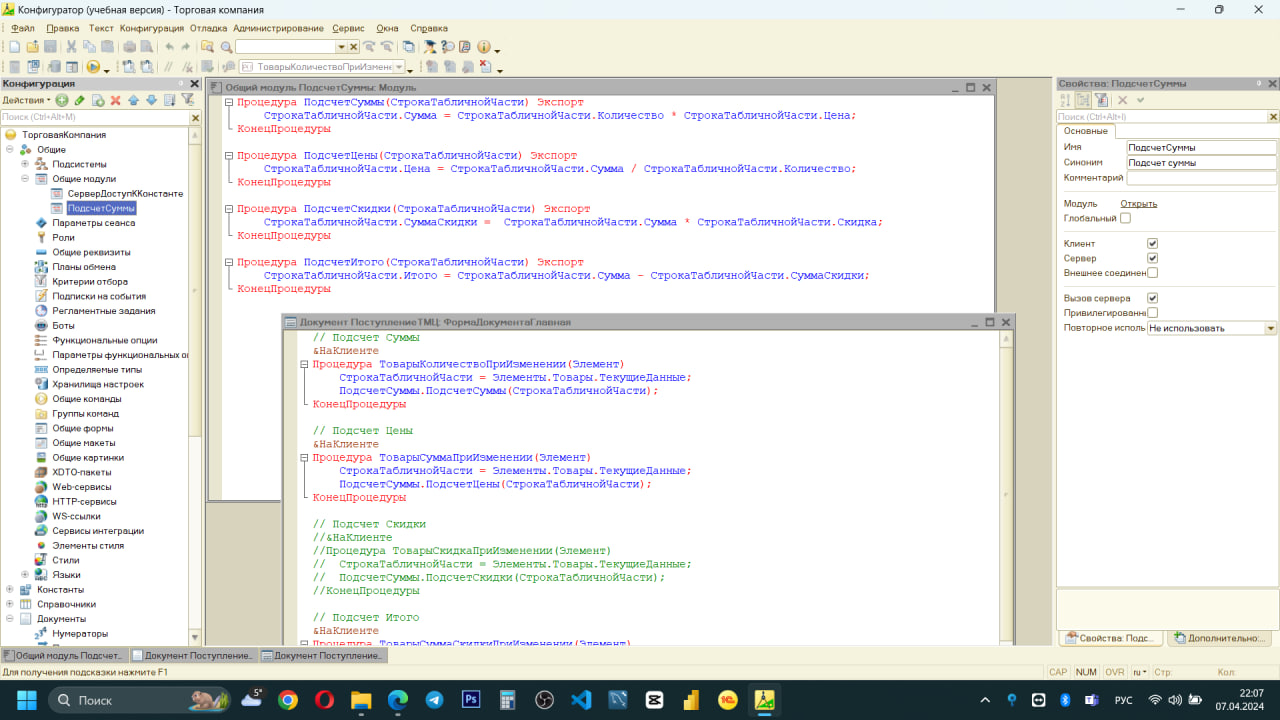 Конфигуратор (учебная версия) - Торговая компания
Файл Правка Текст Конфигурация Отладка Администрирование Сервис Окна Справка
ТоварыКоличествоПриИзмене
Конфигурация
Действия
Поиск (Ctrl+Alt+M)
ТорговаяКомпания
Общие
Подсистемы
Общие модули
СерверДоступККонстанте
ПодсчетСуммы
Параметры сеанса
Роли
Общие реквизиты
Планы обмена
Критерии отбора
Подписки на события
Регламентные задания
Боты
Функциональные опции
Параметры функциональных о
Определяемые типы
Хранилища настроек
Общие команды
Группы команд
Общие формы
Общие макеты
Общие картинки
XDTO-пакеты
Web-сервисы
HTTP-сервисы
WS-ссылки
Сервисы интеграции
Элементы стиля
Стили
Языки
Константы
Справочники
Документы
Нумераторы
Общий модуль ПодсчетСуммы: Модуль
Процедура ПодсчетСуммы(СтрокаТабличнойЧасти) Экспорт
СтрокаТабличнойЧасти.Сумма = СтрокаТабличнойЧасти.Количество * СтрокаТабличнойЧасти.Цена;
КонецПроцедуры
Процедура ПодсчетЦены(СтрокаТабличнойЧасти) Экспорт
СтрокаТабличнойЧасти.Цена = СтрокаТабличнойЧасти.Сумма / СтрокаТабличнойЧасти.Количество;
КонецПроцедуры
Процедура ПодсчетСкидки(СтрокаТабличнойЧасти) Экспорт
СтрокаТабличнойЧасти.СуммаСкидки =  СтрокаТабличнойЧасти.Сумма * СтрокаТабличнойЧасти.Скидка;
КонецПроцедуры
Процедура ПодсчетИтого(СтрокаТабличнойЧасти) Экспорт
СтрокаТабличнойЧасти.Итого = СтрокаТабличнойЧасти.Сумма - СтрокаТабличнойЧасти.СуммаСкидки;
КонецПроцедуры
Документ ПоступлениеТМЦ: ФормаДокументаГлавная
// Подсчет Суммы
&НаКлиенте
Процедура ТоварыКоличествоПриИзменении(Элемент)
СтрокаТабличнойЧасти = Элементы.Товары.ТекущиеДанные;
ПодсчетСуммы.ПодсчетСуммы(СтрокаТабличнойЧасти);
КонецПроцедуры
// Подсчет Цены
&НаКлиенте
Процедура ТоварыСуммаПриИзменении(Элемент)
СтрокаТабличнойЧасти = Элементы.Товары.ТекущиеДанные;
ПодсчетСуммы.ПодсчетЦены(СтрокаТабличнойЧасти);
КонецПроцедуры
// Подсчет Скидки
//&НаКлиенте
//Процедура ТоварыСкидкаПриИзменении(Элемент)
//  СтрокаТабличнойЧасти = Элементы.Товары.ТекущиеДанные;
//  ПодсчетСуммы.ПодсчетСкидки(СтрокаТабличнойЧасти);
//КонецПроцедуры
// Подсчет Итого
&НаКлиенте
Процедура ТоварыСуммаСкидкиПриИзменении(Элемент)
Свойства: ПодсчетСуммы
Поиск (Ctrl+Alt+I)
Основные
Имя ПодсчетСуммы
Синоним Подсчет суммы
Комментарий
Модуль Открыть
Глобальный
Клиент
Сервер
Внешнее соединен
Вызов сервера
Привилегированн
Повторное исполь Не использовать
Свойства: Подс... Дополнительно:...
Общий модуль Подсчет... Документ Поступление... Документ Поступление...
Для получения подсказки нажмите F1
CAP NUM OVR ru Стр: Кол:
Поиск
5°
РУС
22:07
07.04.2024